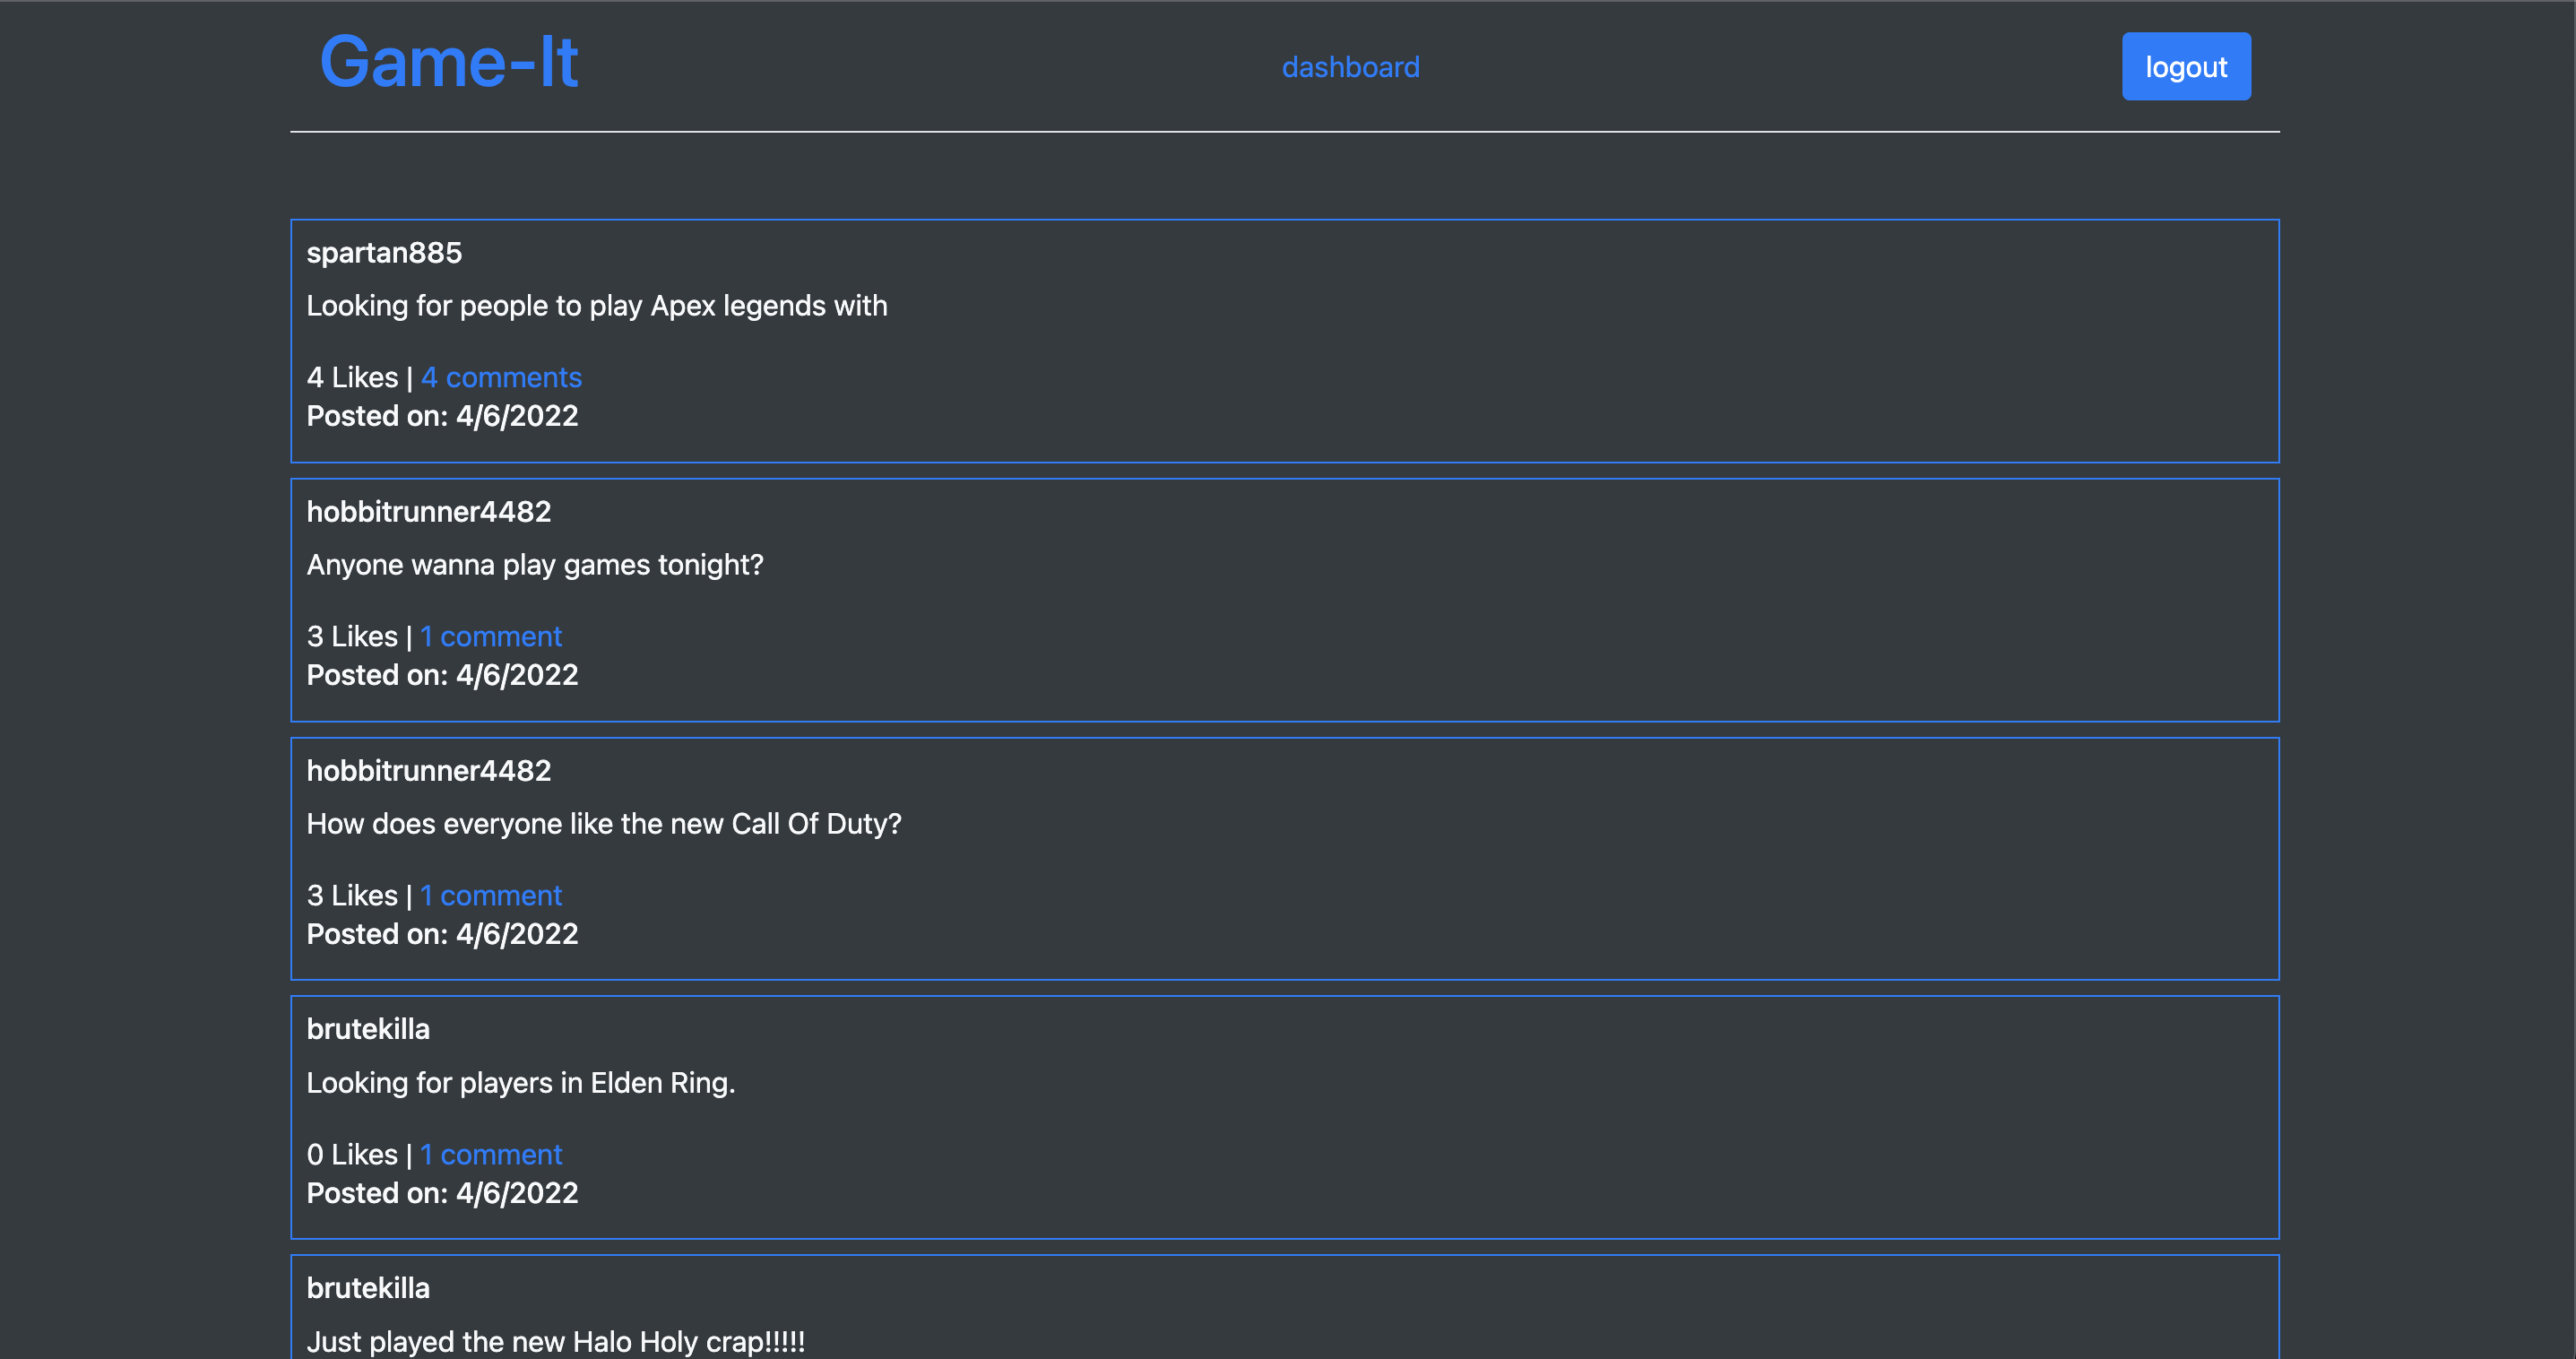 Game-It
dashboard
logout
spartan885
Looking for people to play Apex legends with
4 Likes | 4 comments
Posted on: 4/6/2022
hobbitrunner4482
Anyone wanna play games tonight?
3 Likes | 1 comment
Posted on: 4/6/2022
hobbitrunner4482
How does everyone like the new Call Of Duty?
3 Likes | 1 comment
Posted on: 4/6/2022
brutekilla
Looking for players in Elden Ring.
0 Likes | 1 comment
Posted on: 4/6/2022
brutekilla
Just played the new Halo Holy crap!!!!!